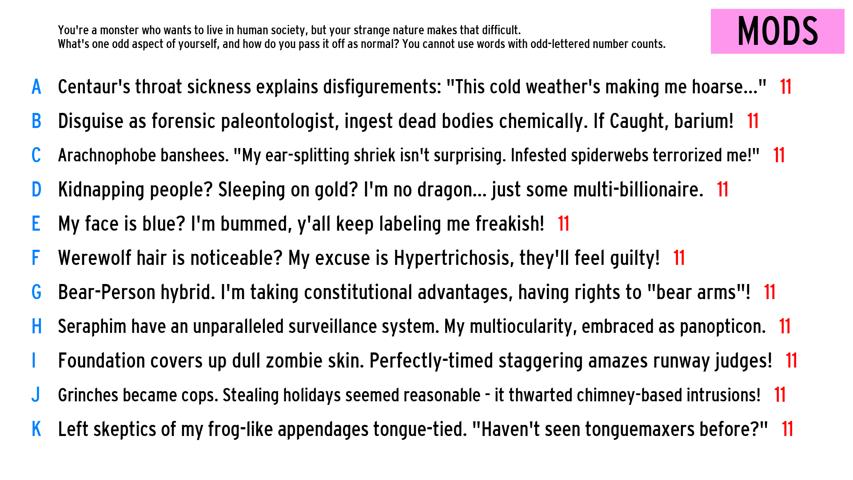 You're a monster who wants to live in human society, but your strange nature makes that difficult.
What's one odd aspect of yourself, and how do you pass it off as normal? You cannot use words with odd-lettered number counts.
MODS
A Centaur's throat sickness explains disfigurements: "This cold weather's making me hoarse..." 11
B Disguise as forensic paleontologist, ingest dead bodies chemically. If Caught, barium! 11
C Arachnophobe banshees. "My ear-splitting shriek isn't surprising. Infested spiderwebs terrorized me!" 11
D Kidnapping people? Sleeping on gold? I'm no dragon... just some multi-billionaire. 11
E My face is blue? I'm bummed, y'all keep labeling me freakish! 11
F Werewolf hair is noticeable? My excuse is Hypertrichosis, they'll feel guilty! 11
G Bear-Person hybrid. I'm taking constitutional advantages, having rights to "bear arms"! 11
H Seraphim have an unparalleled surveillance system. My multiocularity, embraced as panopticon. 11
I Foundation covers up dull zombie skin. Perfectly-timed staggering amazes runway judges! 11
J Grinches became cops. Stealing holidays seemed reasonable - it thwarted chimney-based intrusions! 11
K Left skeptics of my frog-like appendages tongue-tied. "Haven't seen tonguemaxers before?" 11